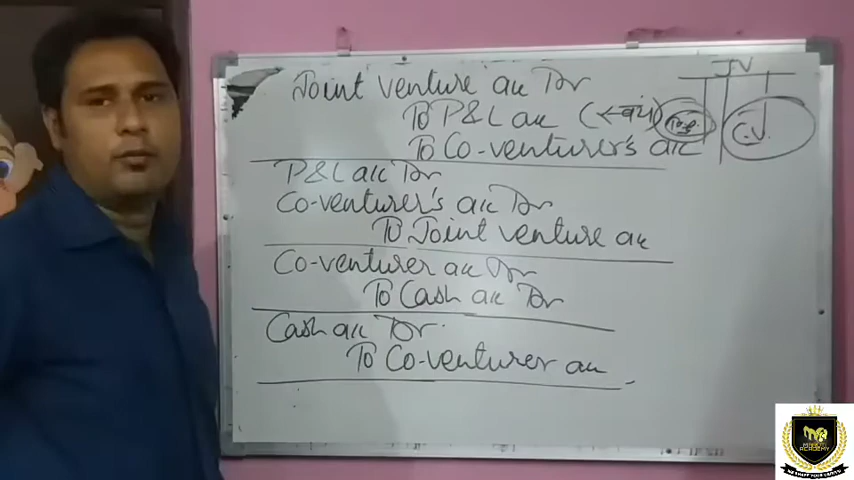 Joint venture a/c Dr
To P&L a/c (←
To Co-venturer's a/c
P&L a/c Dr
Co-venturer's a/c Dr
To Joint venture a/c
Co-venturer a/c Dr
To Cash a/c Dr
Cash a/c Dr.
To Co-venturer a/c
JV
C.V.
ACADEMY